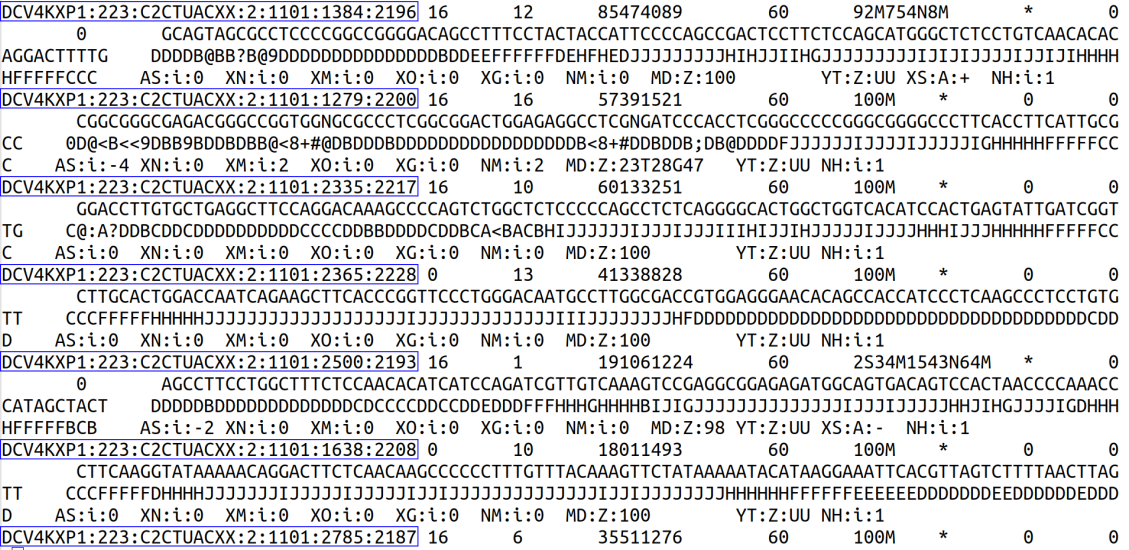 DCV4KXP1:223:C2CTUACXX:2:1101:1384:2196 16 12 85474089 60 92M754N8M * 0
0 GCAGTAGCGCCTCCCCGGCCGGGGACAGCCTTTCCTACTACCATTCCCCAGCCGACTCCTTCTCCAGCATGGGCTCTCCTGTCAACACAC
AGGACTTTTG DDDDB@BB?B@9DDDDDDDDDDDDDDDBDDEEFFFFFFDEHFHEDJJJJJJJJJHIHJJIIHGJJJJJJJJJIJIJIJJJJIJJIJIHHHH
HFFFFFCCC AS:i:0 XN:i:0 XM:i:0 XO:i:0 XG:i:0 NM:i:0 MD:Z:100 YT:Z:UU XS:A:+ NH:i:1
DCV4KXP1:223:C2CTUACXX:2:1101:1279:2200 16 16 57391521 60 100M * 0 0
CGGCGGGCGAGACGGGCCGGTGGNGCGCCCTCGGCGGACTGGAGAGGCCTCGNGATCCCACCTCGGGCCCCCGGGCGGGGCCCTTCACCTTCATTGCG
CC 0D@<B<<9DBB9BDDBDBB@<8+#@DBDDDBDDDDDDDDDDDDDDDDDB<8+#DDBDDB;DB@DDDDFJJJJJJIJJJJIJJJJJIGHHHHHFFFFFCC
C AS:i:-4 XN:i:0 XM:i:2 XO:i:0 XG:i:0 NM:i:2 MD:Z:23T28G47 YT:Z:UU NH:i:1
DCV4KXP1:223:C2CTUACXX:2:1101:2335:2217 16 10 60133251 60 100M * 0 0
GGACCTTGTGCTGAGGCTTCCAGGACAAAGCCCCAGTCTGGCTCTCCCCCAGCCTCTCAGGGGCACTGGCTGGTCACATCCACTGAGTATTGATCGGT
TG C@:A?DDBCDDCDDDDDDDDDDCCCCDDBBDDDDCDDBCA<BACBHIJJJJJJIJJJIJJJIIIHIJJIHJJJJJIJJJJJHHHIJJJHHHHHFFFFFCC
C AS:i:0 XN:i:0 XM:i:0 XO:i:0 XG:i:0 NM:i:0 MD:Z:100 YT:Z:UU NH:i:1
DCV4KXP1:223:C2CTUACXX:2:1101:2365:2228 0 13 41338828 60 100M * 0 0
CTTGCACTGGACCAATCAGAAGCTTCACCCGGTTCCCTGGGACAATGCCTTGGCGACCGTGGAGGGAACACAGCCACCATCCCTCAAGCCCTCCTGTG
TT CCCFFFFFHHHHHJJJJJJJJJJJJJJJJJJJJIJJJJJJJJJJJJJIIIJJJJJJJJJHFDDDDDDDDDDDDDDDDDDDDDDDDDDDDDDDDDDDCDD
D AS:i:0 XN:i:0 XM:i:0 XO:i:0 XG:i:0 NM:i:0 MD:Z:100 YT:Z:UU NH:i:1
DCV4KXP1:223:C2CTUACXX:2:1101:2500:2193 16 1 191061224 60 2S34M1543N64M * 0
0 AGCCTTCCTGGCTTTCTCCAACACATCATCCAGATCGTTGTCAAAGTCCGAGGCGGAGAGATGGCAGTGACAGTCCACTAACCCCAAACC
CATAGCTACT DDDDDBDDDDDDDDDDDDDCDCCCCDDCCDDEDDDFFFHHHGHHHHBIJIGJJJJJJJJJJJJJJIJJJIJJJJJHHJIHGJJJJIGDHHH
HFFFFFBCB AS:i:-2 XN:i:0 XM:i:0 XO:i:0 XG:i:0 NM:i:0 MD:Z:98 YT:Z:UU XS:A:- NH:i:1
DCV4KXP1:223:C2CTUACXX:2:1101:1638:2208 0 10 18011493 60 100M * 0 0
CTTCAAGGTATAAAAACAGGACTTCTCAACAAGCCCCCCTTTGTTTACAAAGTTCTATAAAAATACATAAGGAAATTCACGTTAGTCTTTTAACTTAG
TT CCCFFFFFDHHHHJJJJJJJIJJJJJIJJJJIJJIJJJJJJJJJJJJJJJJIJJIJJJJJJJJHHHHHHFFFFFFEEEEEEDDDDDDDEEDDDDDDEDDD
D AS:i:0 XN:i:0 XM:i:0 XO:i:0 XG:i:0 NM:i:0 MD:Z:100 YT:Z:UU NH:i:1
DCV4KXP1:223:C2CTUACXX:2:1101:2785:2187 16 6 35511276 60 100M * 0 0